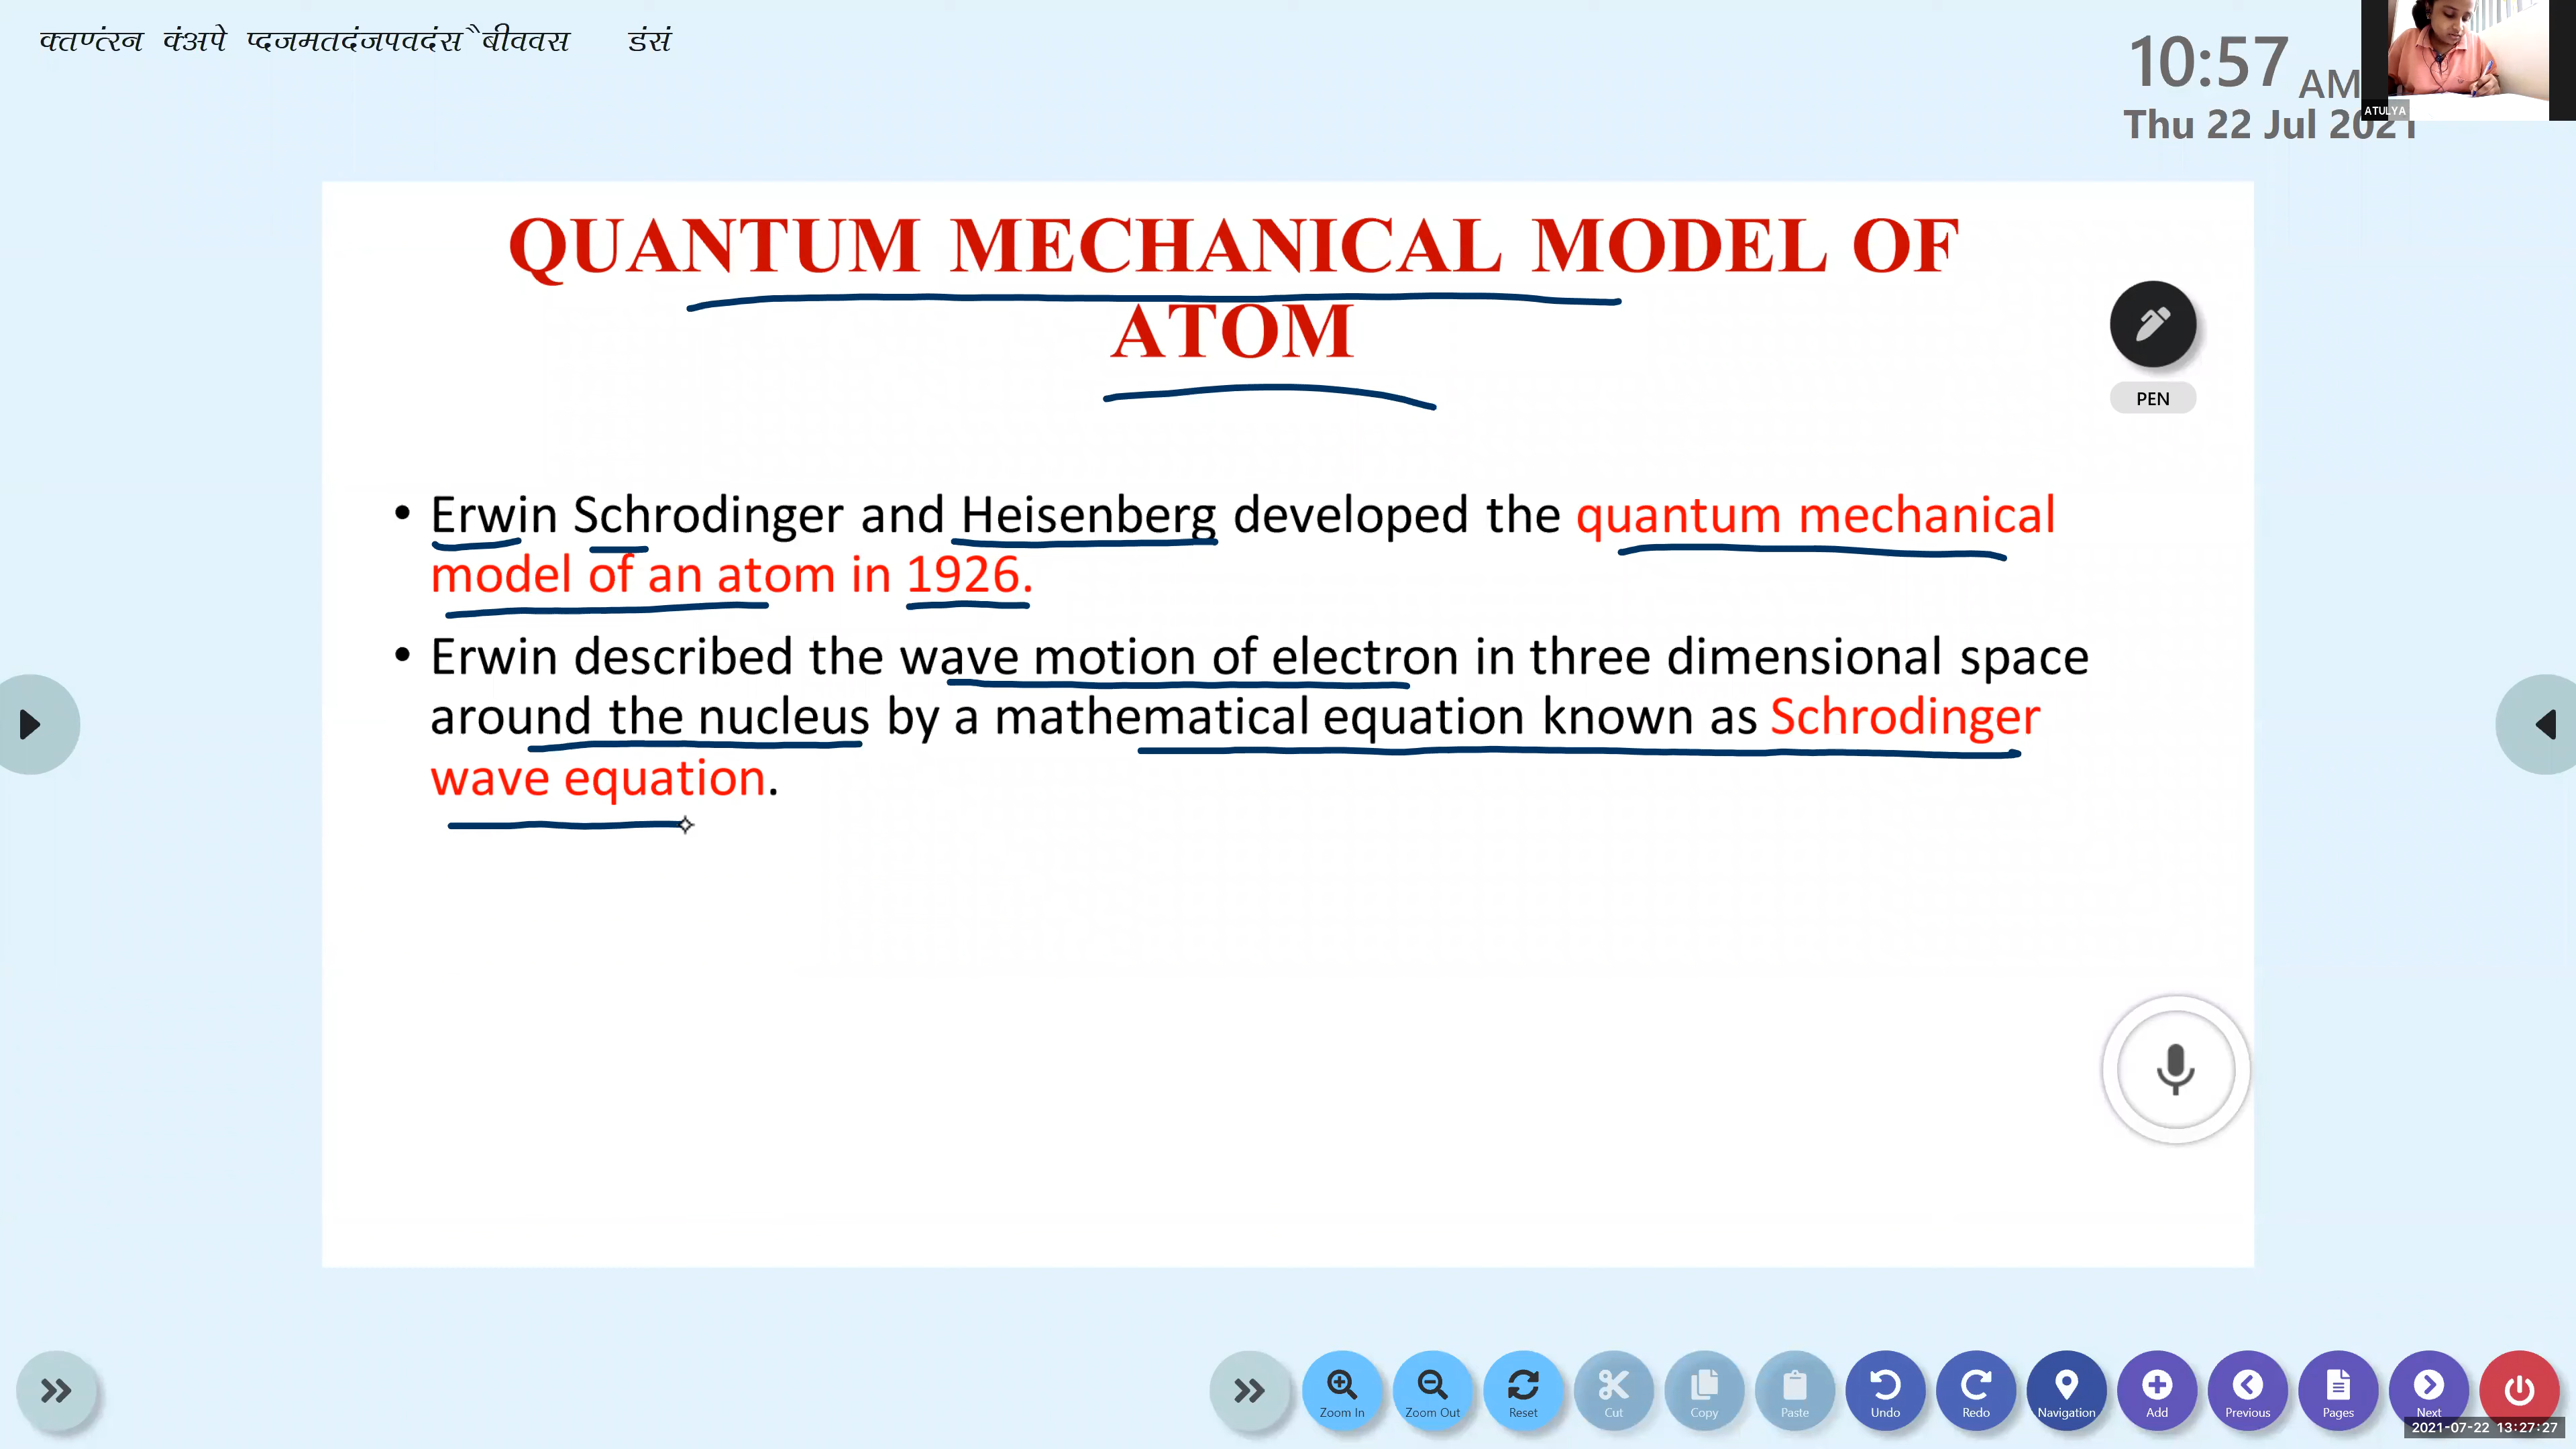 क्तण्तंरन कंअपे प्दजमतदंजपवदंस ैबीववस डंसं
10:57 AM
ATULYA
Thu 22 Jul 2021
QUANTUM MECHANICAL MODEL OF
ATOM
PEN
• Erwin Schrodinger and Heisenberg developed the quantum mechanical
model of an atom in 1926.
• Erwin described the wave motion of electron in three dimensional space
around the nucleus by a mathematical equation known as Schrodinger
wave equation.
Zoom In Zoom Out Reset Cut Copy Paste Undo Redo Navigation Add Previous Pages Next
2021-07-22 13:27:27